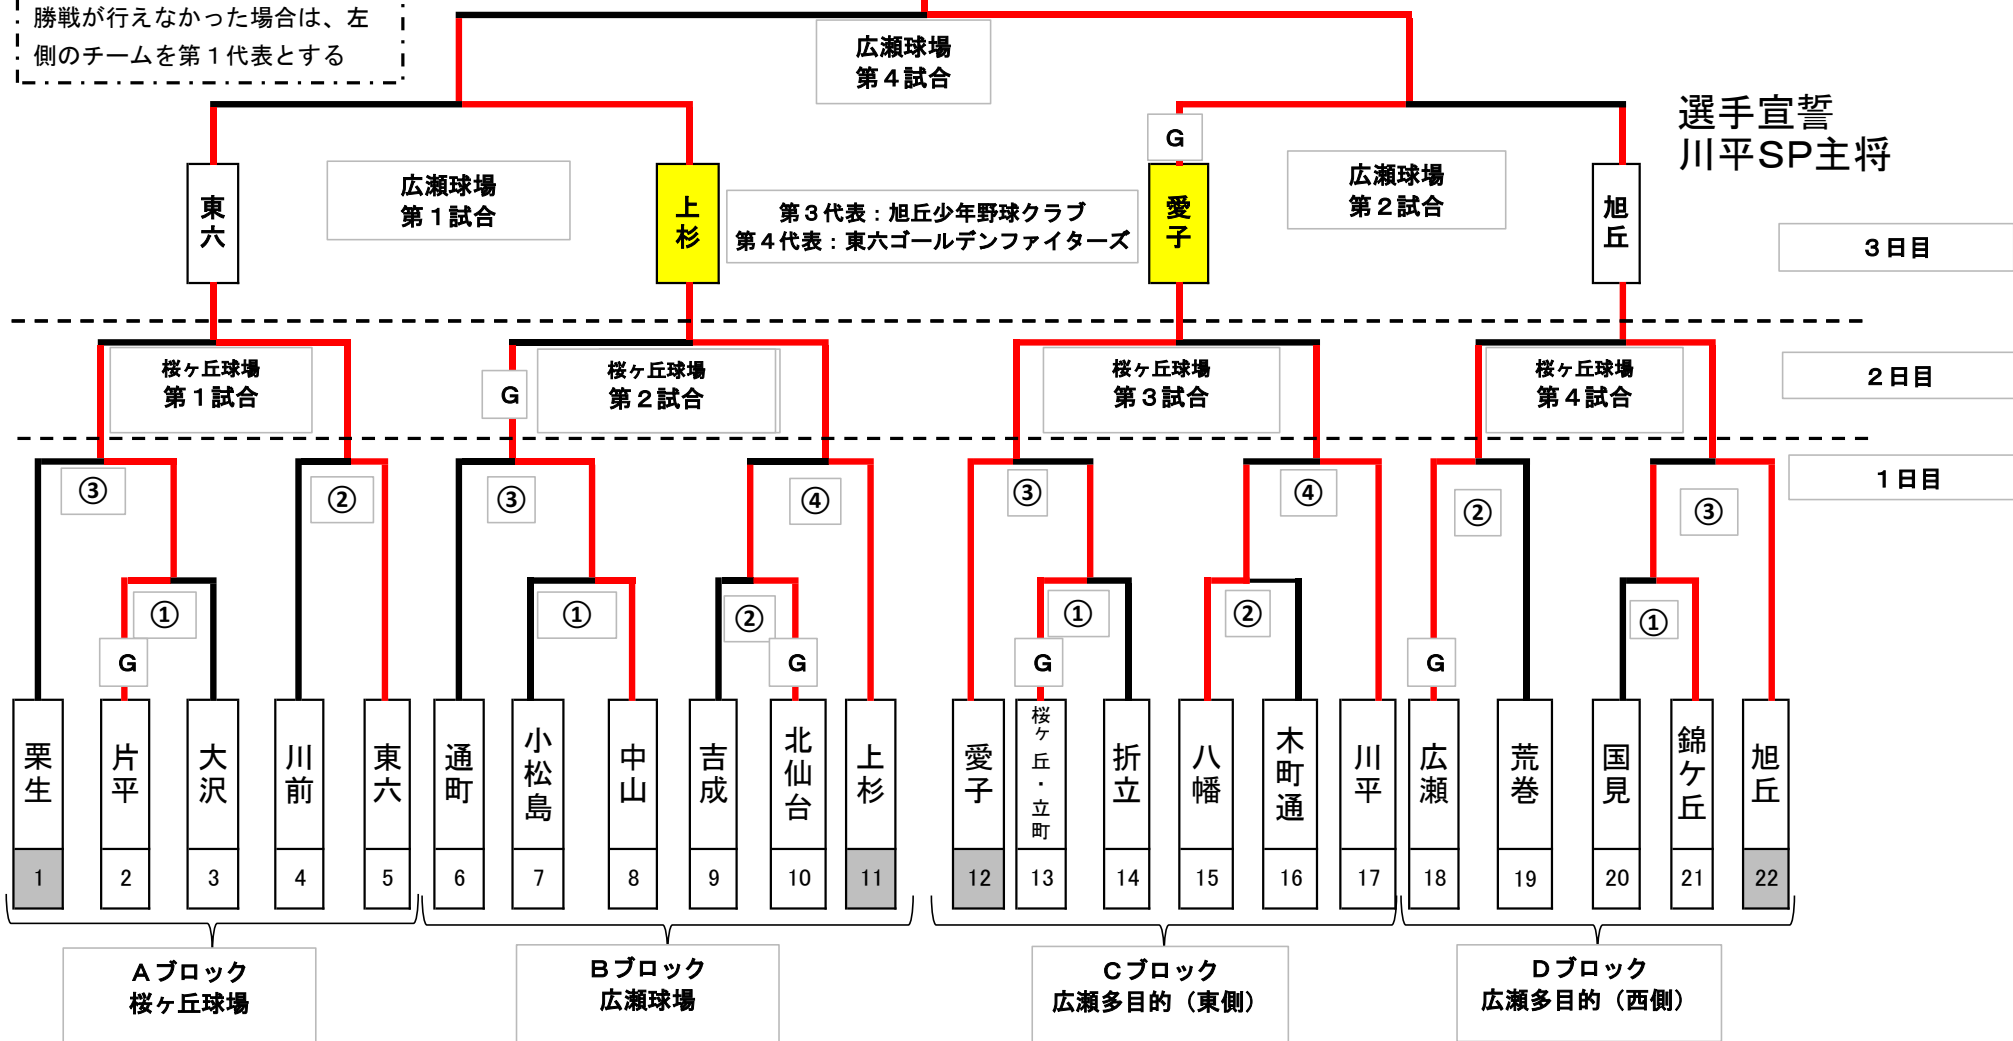 勝戦が行えなかった場合は、左
側のチームを第１代表とする
広瀬球場
第４試合
選手宣誓
川平SP主将
G
東六
広瀬球場
第１試合
上杉
第３代表：旭丘少年野球クラブ
第４代表：東六ゴールデンファイターズ
愛子
広瀬球場
第２試合
旭丘
３日目
桜ヶ丘球場
第１試合
G
桜ヶ丘球場
第２試合
桜ヶ丘球場
第３試合
桜ヶ丘球場
第４試合
２日目
③
②
③
④
③
④
②
③
１日目
①
①
②
①
②
①
G
G
G
G
栗生
片平
大沢
川前
東六
通町
小松島
中山
吉成
北仙台
上杉
愛子
桜ヶ丘・立町
折立
八幡
木町通
川平
広瀬
荒巻
国見
錦ケ丘
旭丘
1
2
3
4
5
6
7
8
9
10
11
12
13
14
15
16
17
18
19
20
21
22
Ａブロック
桜ヶ丘球場
Ｂブロック
広瀬球場
Ｃブロック
広瀬多目的（東側）
Ｄブロック
広瀬多目的（西側）